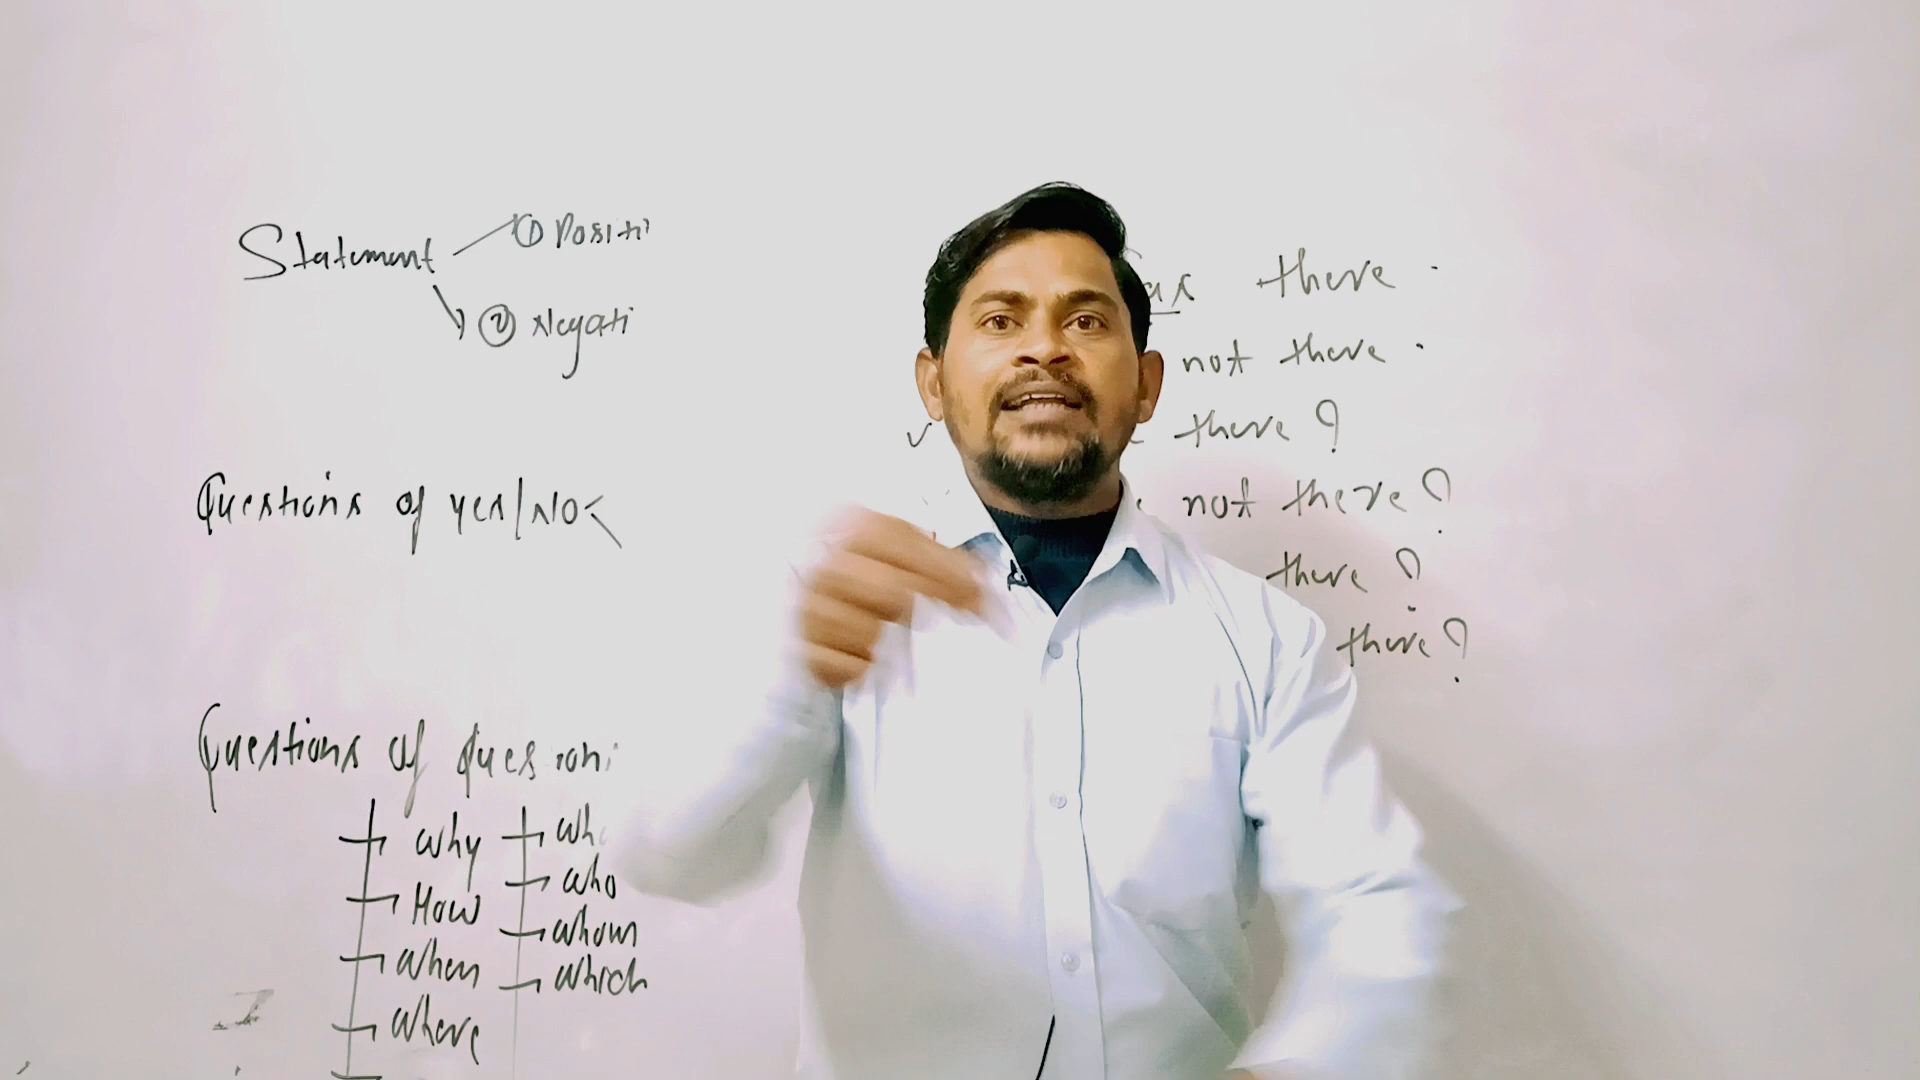 Statement
① Positi
② Negati
Questions of yes/No
Questions of Ques ioni
Why
How
When
Where
Who
Whom
Which
there .
not there .
there ?
not there ?
there ?
there ?